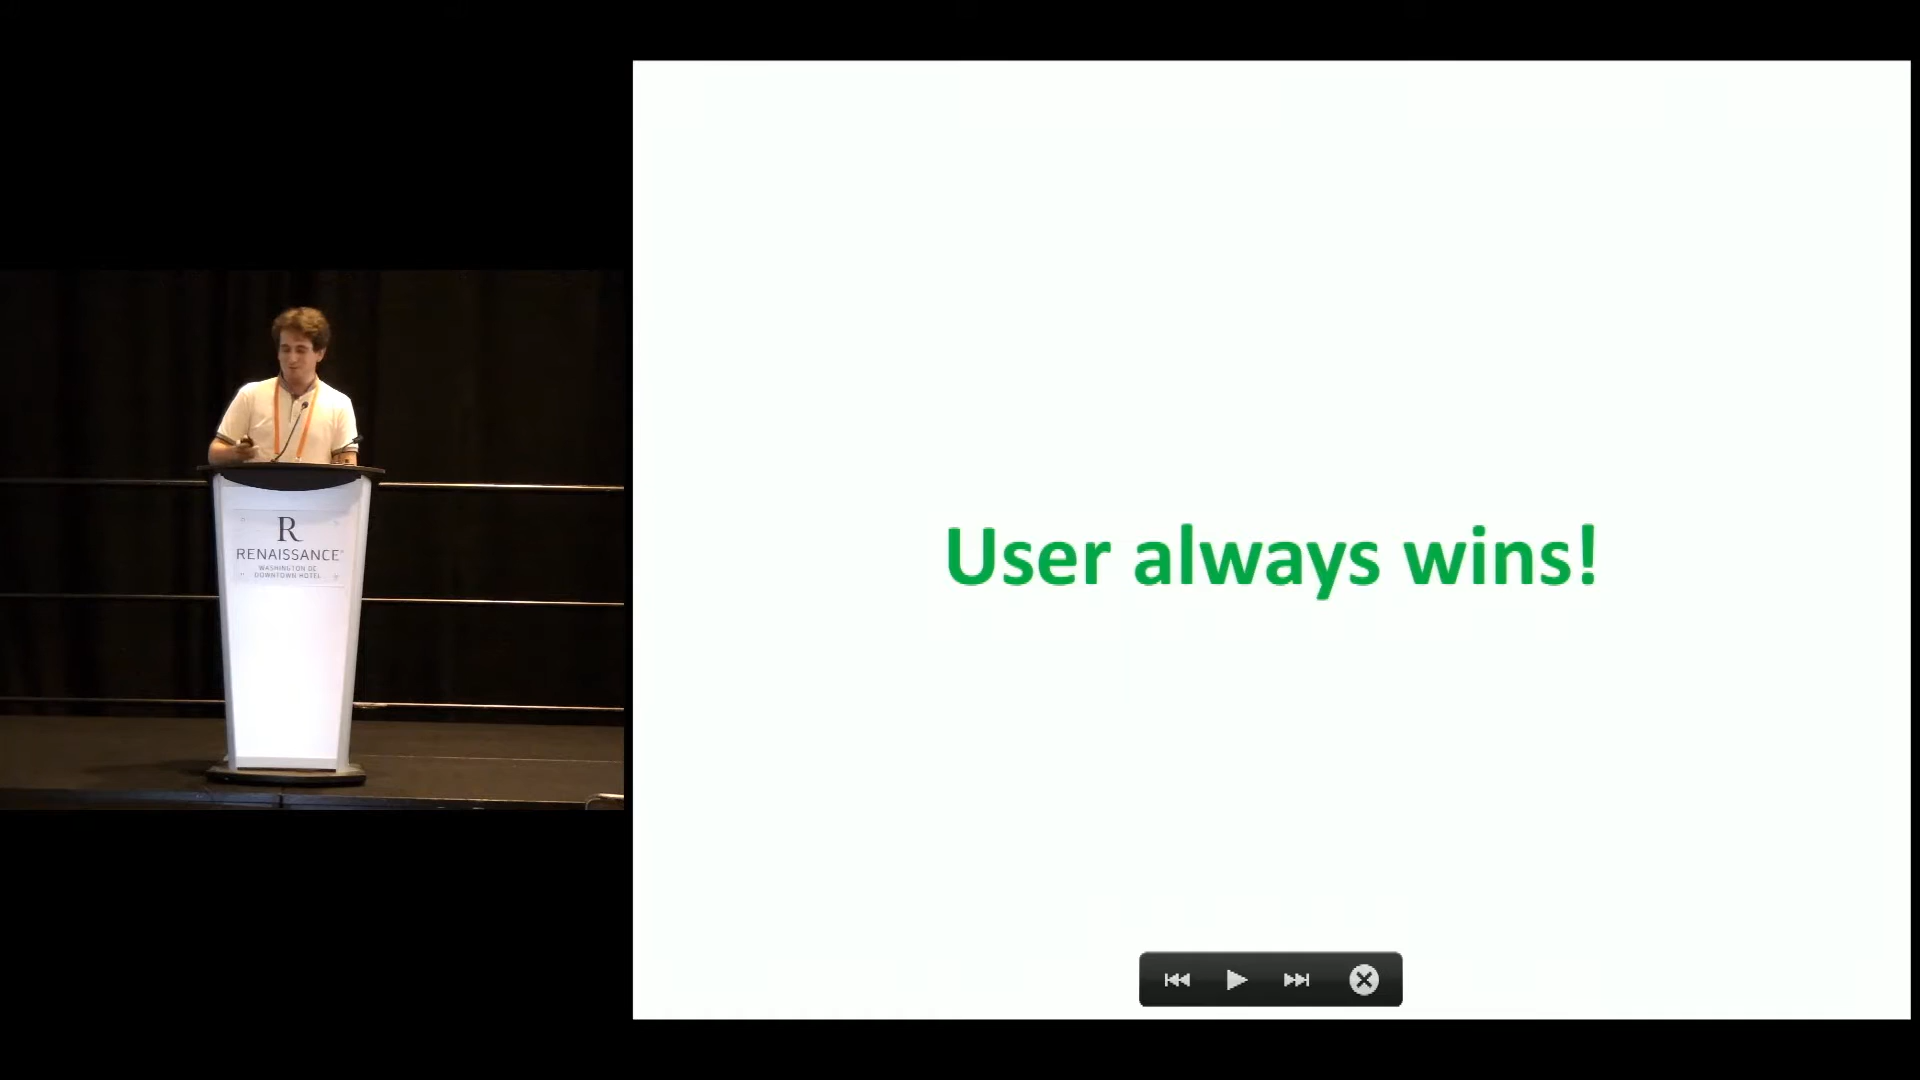 R
RENAISSANCE®
WASHINGTON DC
DOWNTOWN HOTEL
User always wins!